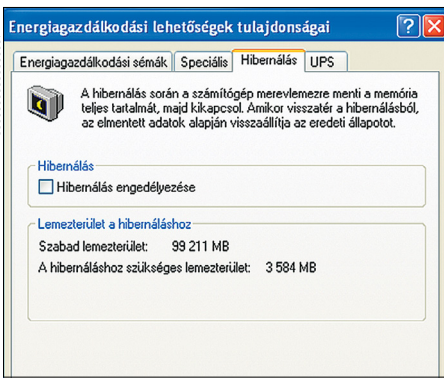 Energiagazdálkodási lehetőségek tulajdonságai
Energiagazdálkodási sémák Speciális Hibernálás UPS
A hibernálás során a számítógép merevlemezre menti a memória
teljes tartalmát, majd kikapcsol. Amikor visszatér a hibernálásból,
az elmentett adatok alapján visszaállítja az eredeti állapotot.
Hibernálás
Hibernálás engedélyezése
Lemezterület a hibernáláshoz
Szabad lemezterület: 99 211 MB
A hibernáláshoz szükséges lemezterület: 3 584 MB